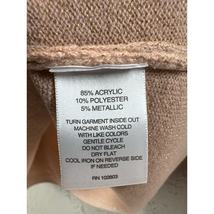 85% ACRYLIC
10% POLYESTER
5% METALLIC
TURN GARMENT INSIDE OUT
MACHINE WASH COLD
WITH LIKE COLORS
GENTLE CYCLE
DO NOT BLEACH
DRY FLAT
COOL IRON ON REVERSE SIDE
IF NEEDED
RN 103803